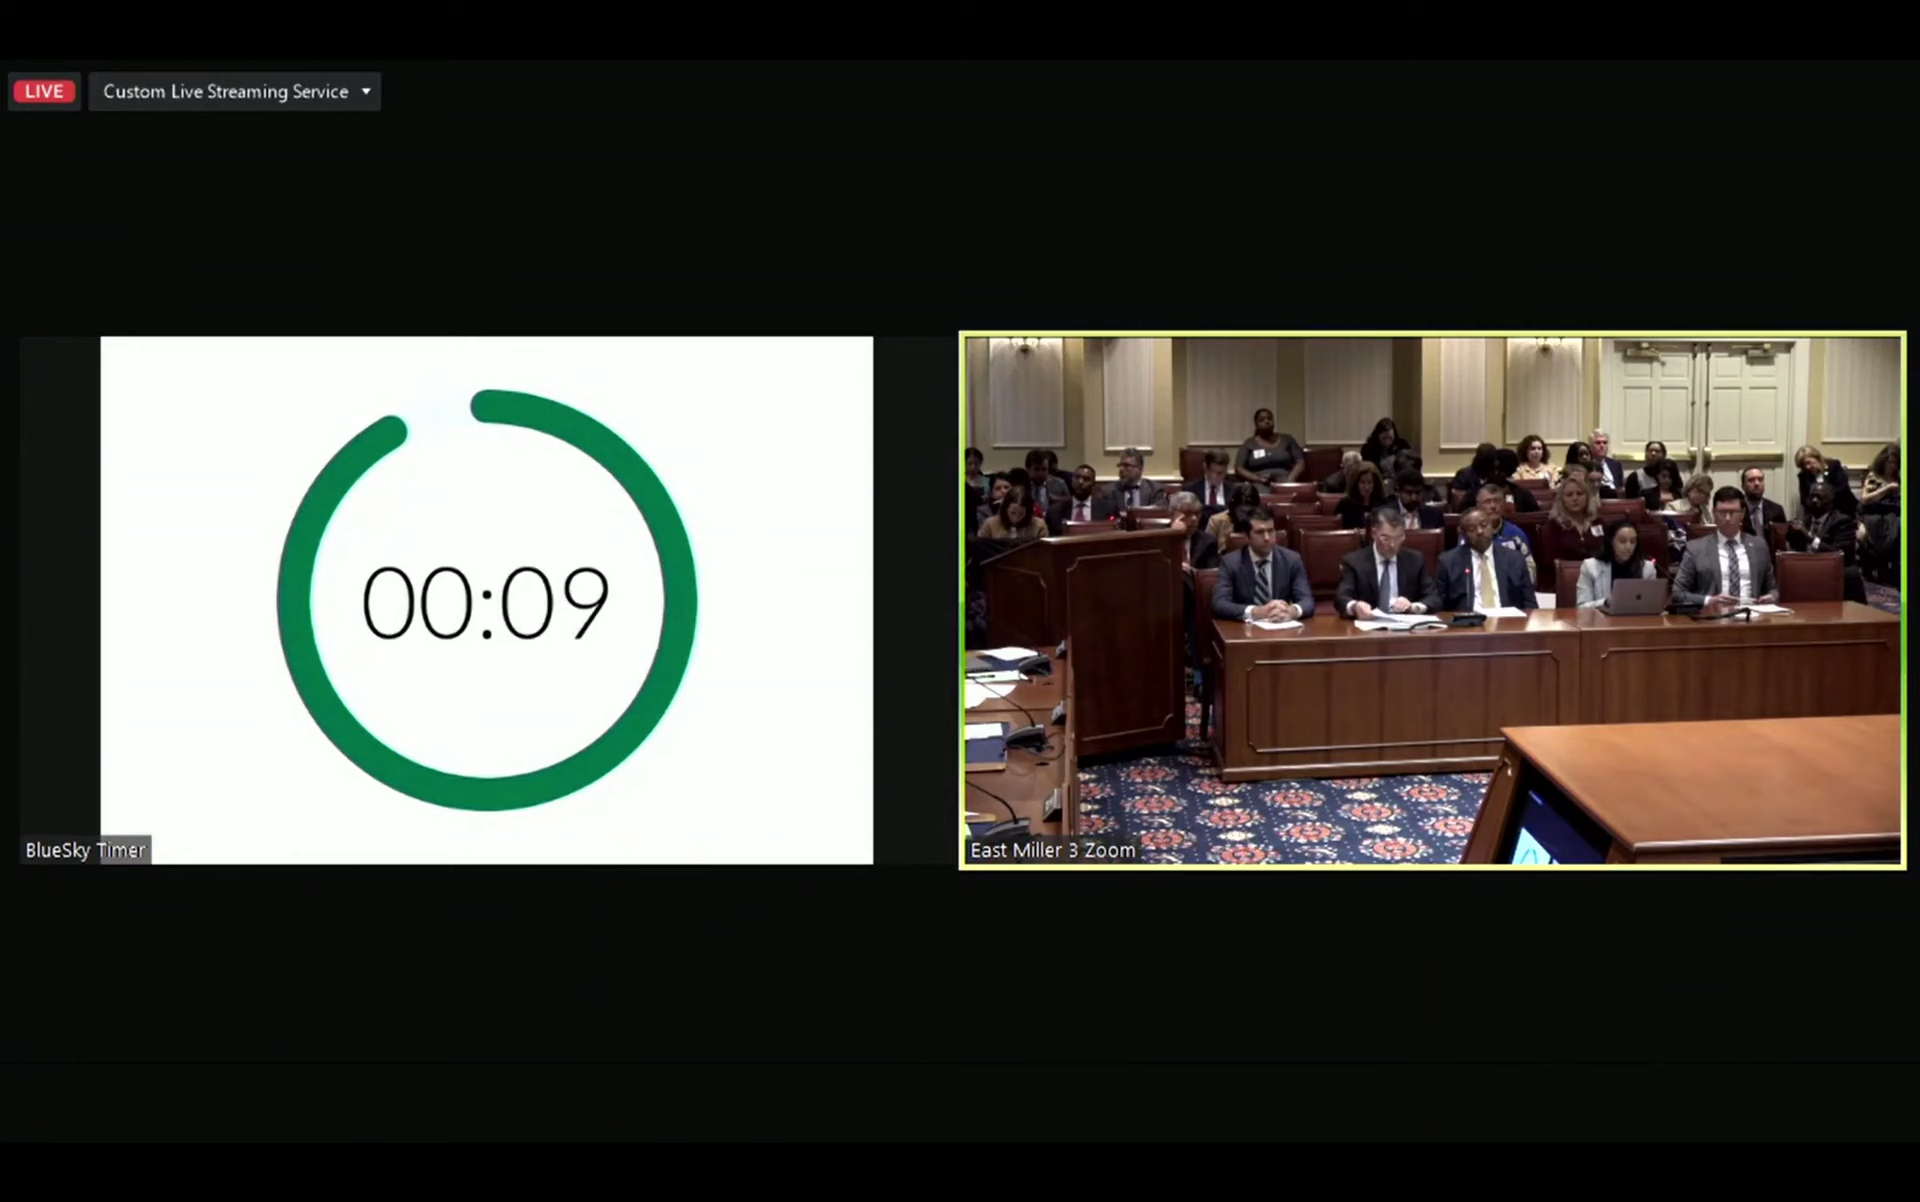 LIVE
Custom Live Streaming Service
00:09
BlueSky Timer
East Miller 3 Zoom